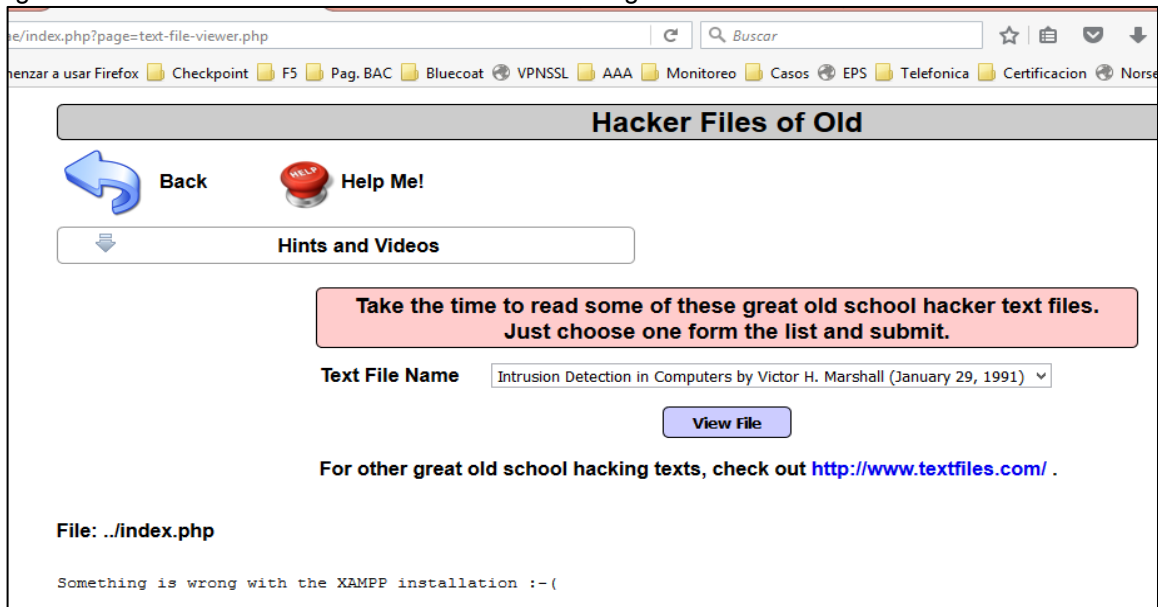 ae/index.php?page=text-file-viewer.php Buscar
menzar a usar Firefox Checkpoint F5 Pag. BAC Bluecoat VPNSSL AAA Monitoreo Casos EPS Telefonica Certificacion Norse
Hacker Files of Old
Back HELP Help Me!
Hints and Videos
Take the time to read some of these great old school hacker text files.
Just choose one form the list and submit.
Text File Name Intrusion Detection in Computers by Victor H. Marshall (January 29, 1991)
View File
For other great old school hacking texts, check out http://www.textfiles.com/ .
File: ../index.php
Something is wrong with the XAMPP installation :-(